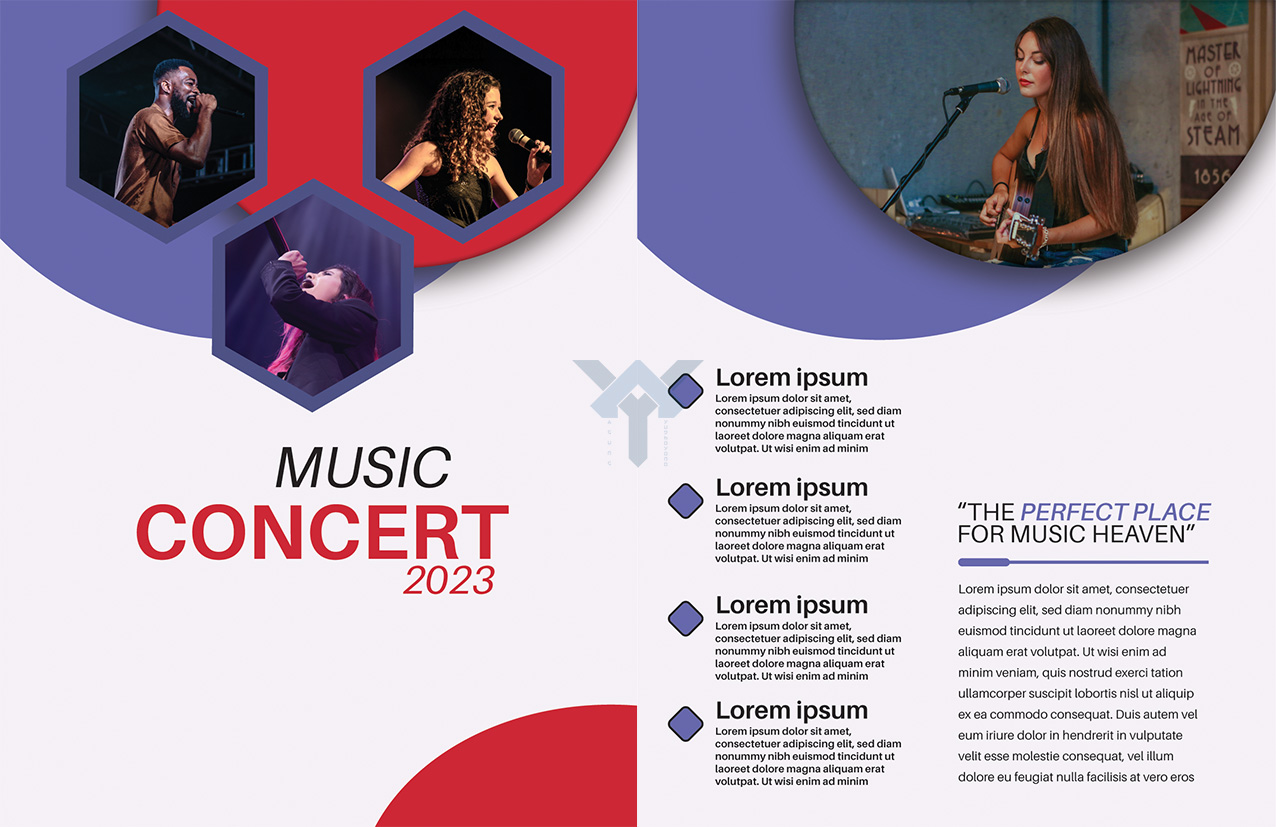 MUSIC
CONCERT
2023
MASTER
OF
LIGHTNING
IN THE
AGE OF
STEAM
1856
Lorem ipsum
Lorem ipsum dolor sit amet,
consectetuer adipiscing elit, sed diam
nonummy nibh euismod tincidunt ut
laoreet dolore magna aliquam erat
volutpat. Ut wisi enim ad minim
Lorem ipsum
Lorem ipsum dolor sit amet,
consectetuer adipiscing elit, sed diam
nonummy nibh euismod tincidunt ut
laoreet dolore magna aliquam erat
volutpat. Ut wisi enim ad minim
Lorem ipsum
Lorem ipsum dolor sit amet,
consectetuer adipiscing elit, sed diam
nonummy nibh euismod tincidunt ut
laoreet dolore magna aliquam erat
volutpat. Ut wisi enim ad minim
Lorem ipsum
Lorem ipsum dolor sit amet,
consectetuer adipiscing elit, sed diam
nonummy nibh euismod tincidunt ut
laoreet dolore magna aliquam erat
volutpat. Ut wisi enim ad minim
“THE PERFECT PLACE
FOR MUSIC HEAVEN”
Lorem ipsum dolor sit amet, consectetuer
adipiscing elit, sed diam nonummy nibh
euismod tincidunt ut laoreet dolore magna
aliquam erat volutpat. Ut wisi enim ad
minim veniam, quis nostrud exerci tation
ullamcorper suscipit lobortis nisl ut aliquip
ex ea commodo consequat. Duis autem vel
eum iriure dolor in hendrerit in vulputate
velit esse molestie consequat, vel illum
dolore eu feugiat nulla facilisis at vero eros